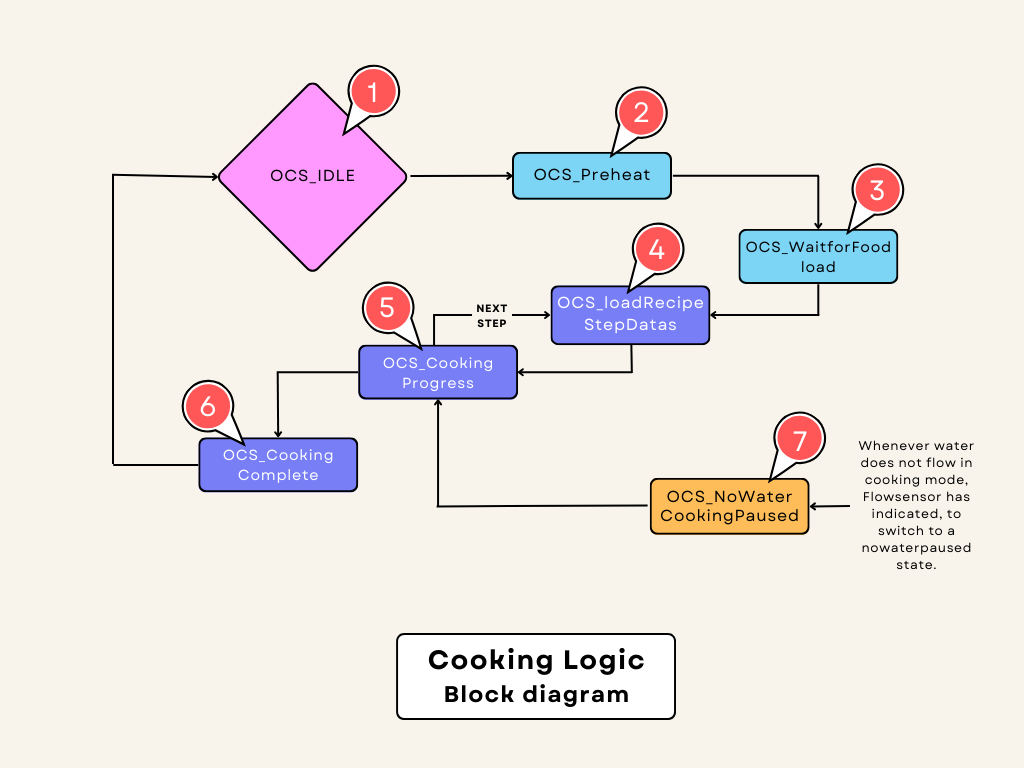 1
OCS_IDLE
2
OCS_Preheat
3
OCS_WaitforFood
load
4
OCS_loadRecipe
StepDatas
NEXT
STEP
5
OCS_Cooking
Progress
6
OCS_Cooking
Complete
7
OCS_NoWater
CookingPaused
Whenever water
does not flow in
cooking mode,
Flowsensor has
indicated, to
switch to a
nowaterpaused
state.
Cooking Logic
Block diagram